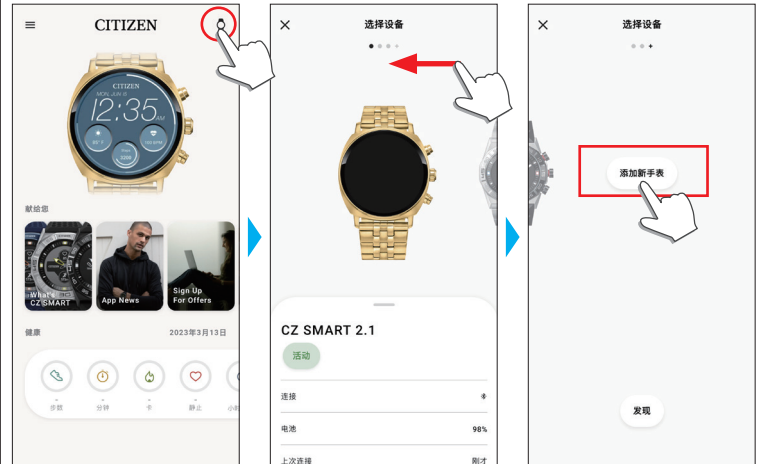 CITIZEN
CITIZEN
MON, JUN 8
12:35 AM
献给您
What's
CZ SMART
App News
Sign Up
For Offers
健康
2023年3月13日
步数
分钟
卡
静止
小
选择设备
CZ SMART 2.1
活动
连接
电池
98%
上次连接
刚才
选择设备
添加新手表
发现